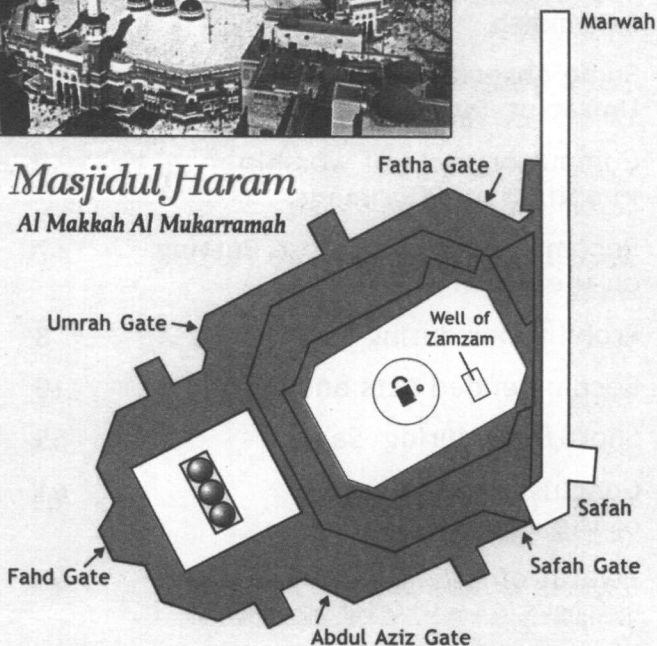 Marwah
Fatha Gate
Masjidul Haram
Al Makkah Al Mukarramah
Umrah Gate
Well of
Zamzam
Safah
Safah Gate
Fahd Gate
Abdul Aziz Gate